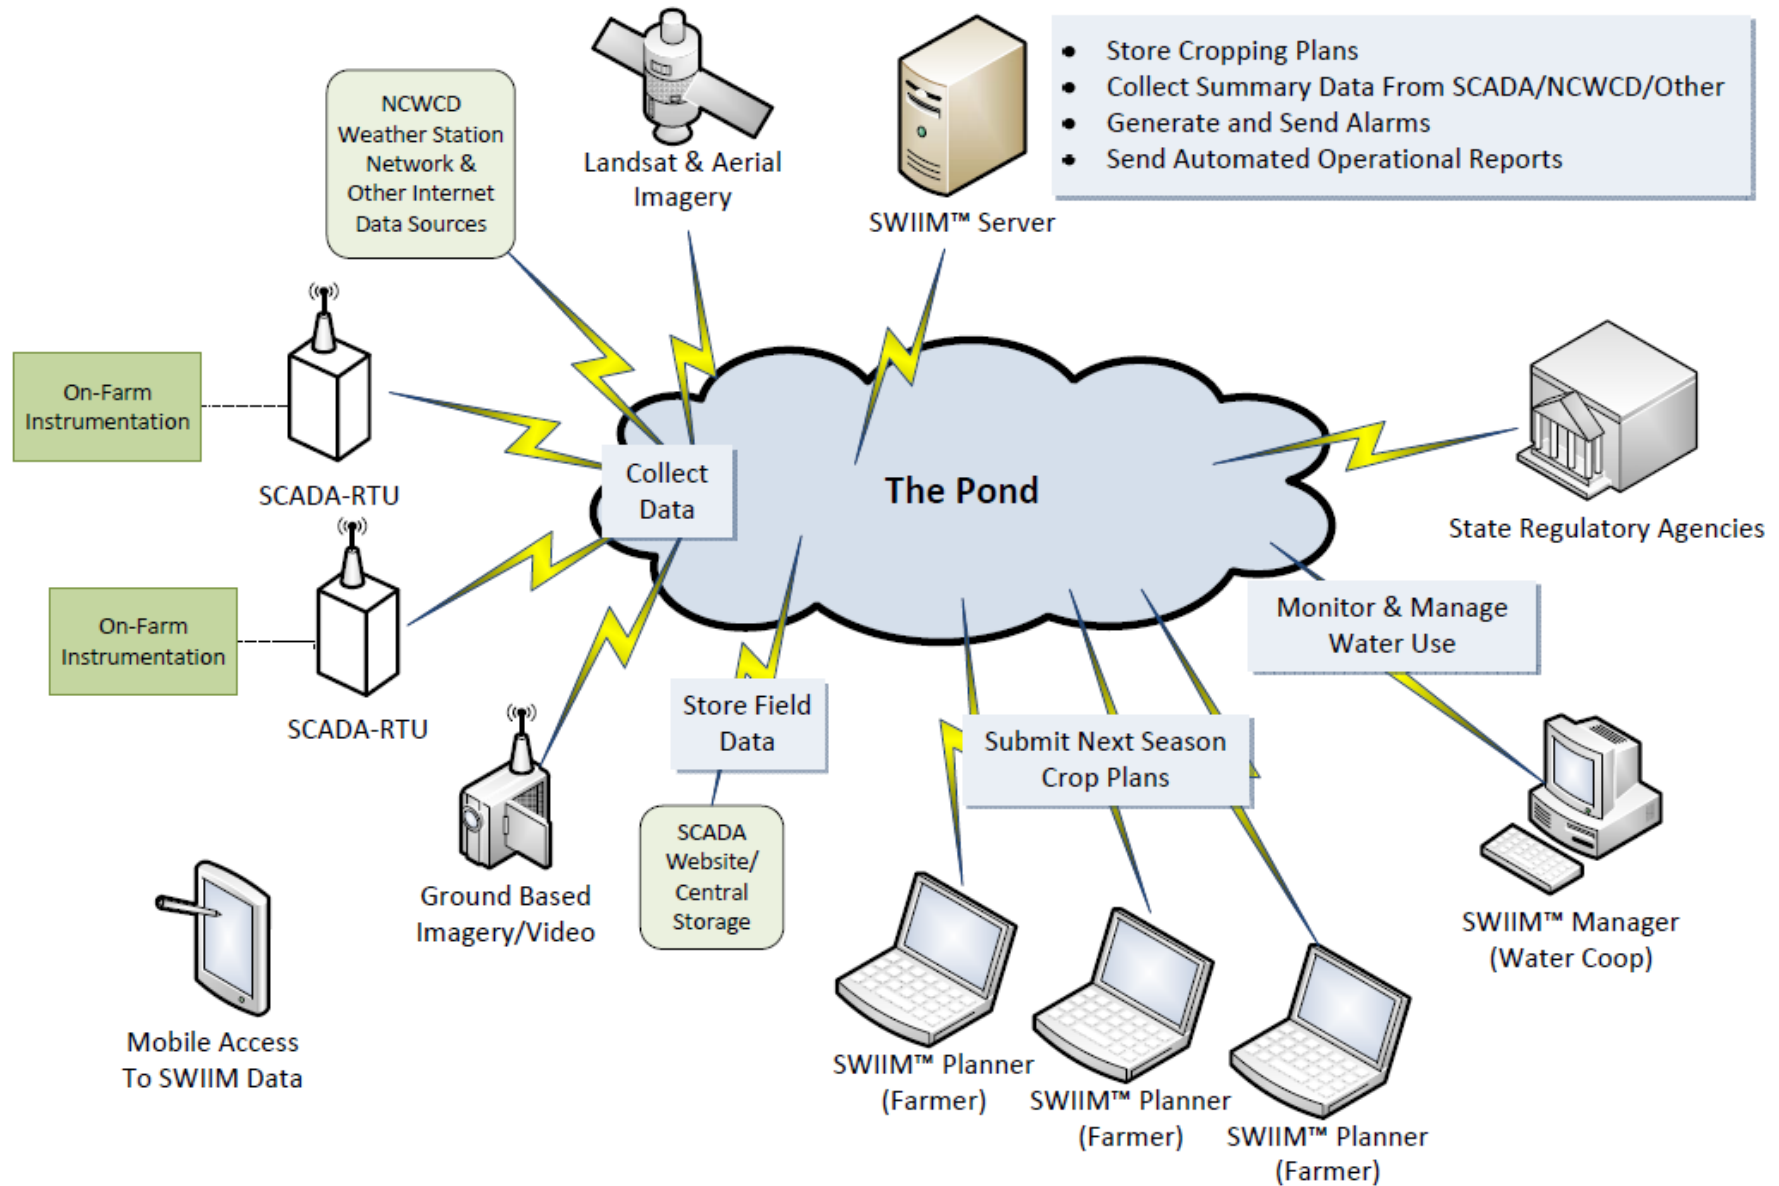 NCWCD
Weather Station
Network &
Other Internet
Data Sources
Landsat & Aerial
Imagery
SWIIM™ Server
• Store Cropping Plans
• Collect Summary Data From SCADA/NCWCD/Other
• Generate and Send Alarms
• Send Automated Operational Reports
On-Farm
Instrumentation
SCADA-RTU
On-Farm
Instrumentation
SCADA-RTU
Collect
Data
The Pond
State Regulatory Agencies
Monitor & Manage
Water Use
Store Field
Data
Submit Next Season
Crop Plans
SCADA
Website/
Central
Storage
Ground Based
Imagery/Video
SWIIM™ Manager
(Water Coop)
Mobile Access
To SWIIM Data
SWIIM™ Planner
(Farmer)
SWIIM™ Planner
(Farmer)
SWIIM™ Planner
(Farmer)